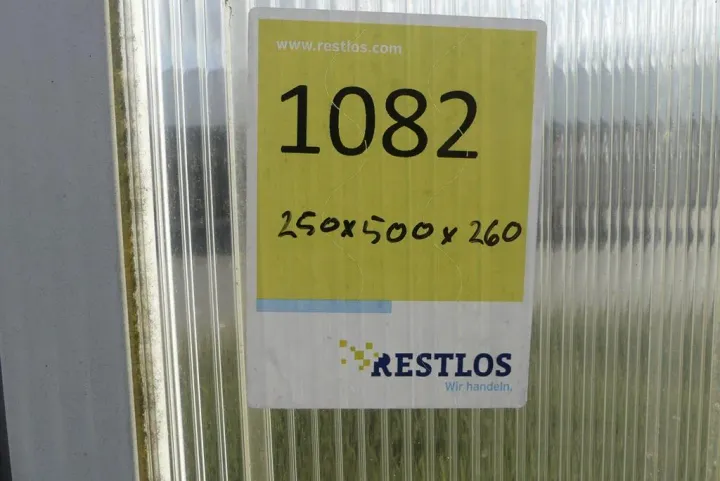 www.restlos.com
1082
250x500x260
RESTLOS
Wir handeln.